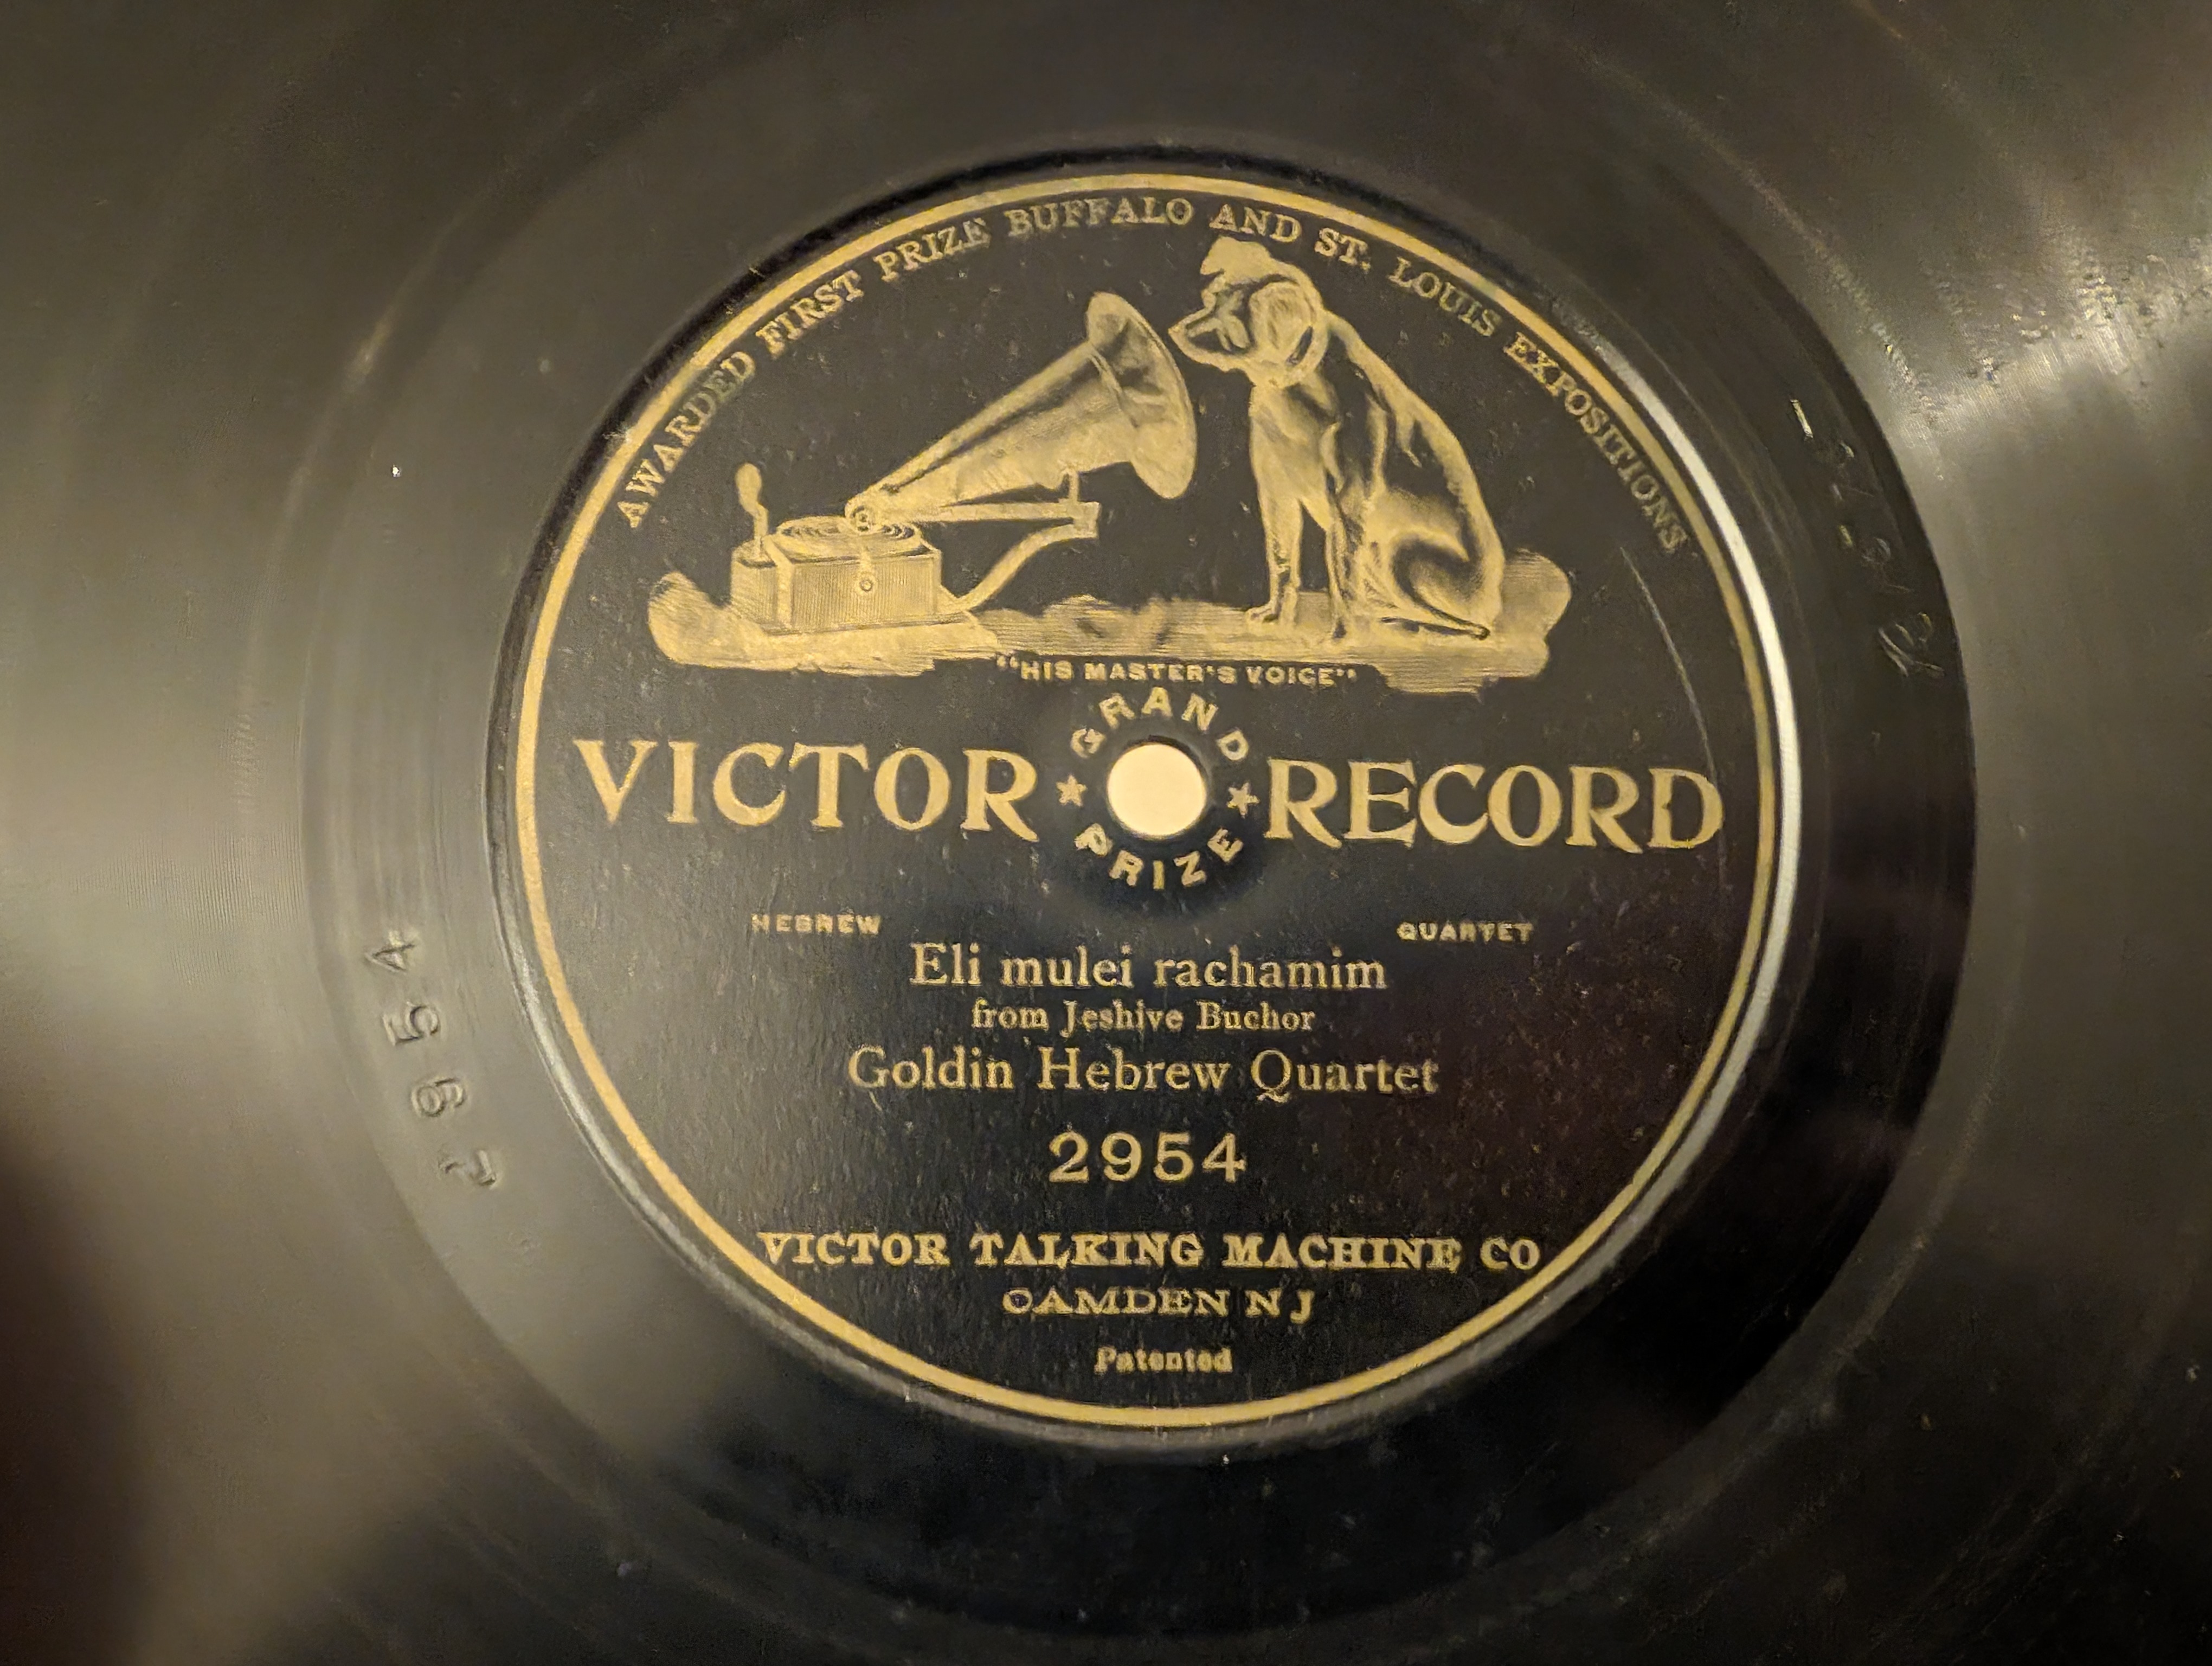 AWARDED FIRST PRIZE BUFFALO AND ST. LOUIS EXPOSITIONS
"HIS MASTER'S VOICE"
GRAND PRIZE
VICTOR RECORD
HEBREW QUARTET
Eli mulei rachamim
from Jeshive Buchor
Goldin Hebrew Quartet
2954
VICTOR TALKING MACHINE CO
CAMDEN N J
Patented
2954